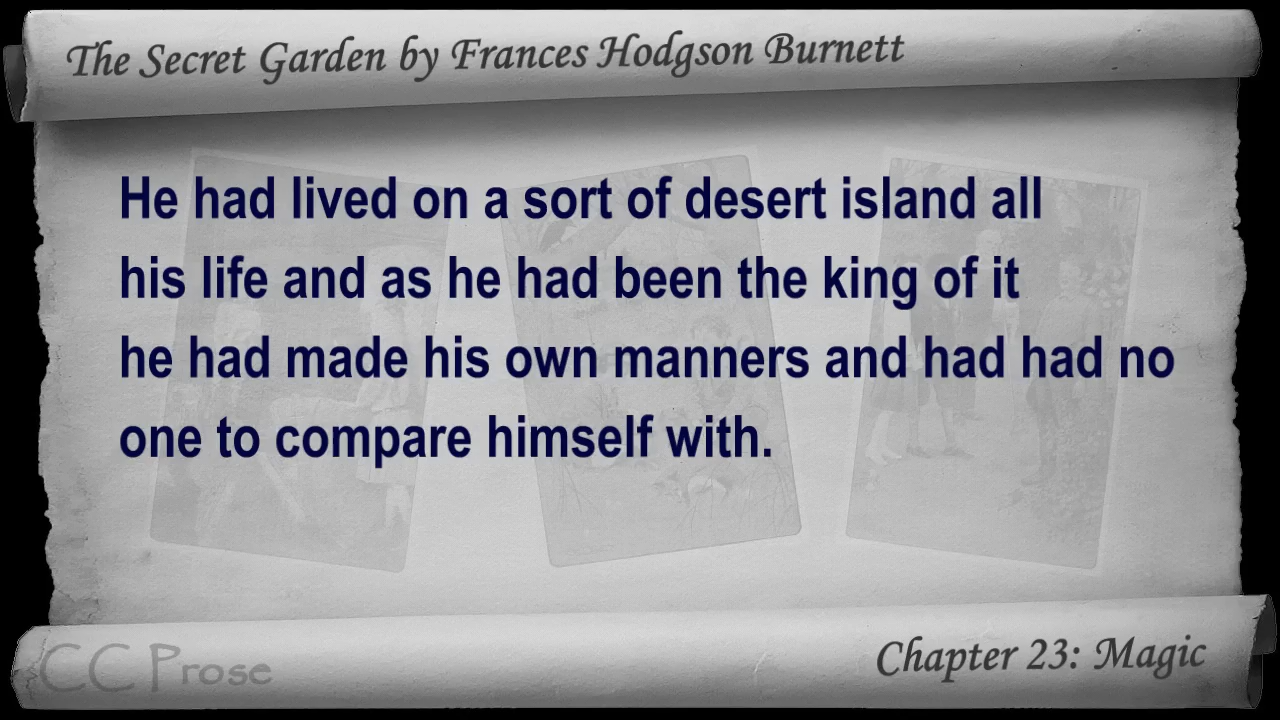 The Secret Garden by Frances Hodgson Burnett
He had lived on a sort of desert island all
his life and as he had been the king of it
he had made his own manners and had had no
one to compare himself with.
CC Prose
Chapter 23: Magic